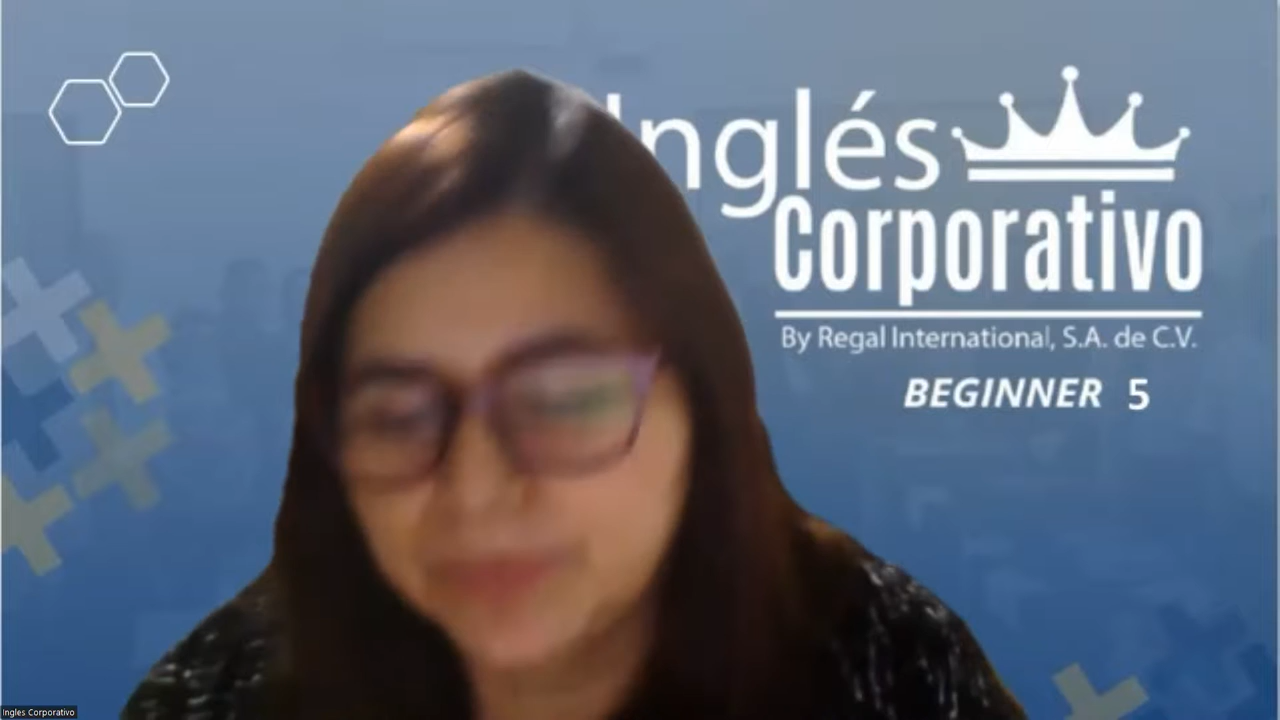 Inglés
Corporativo
By Regal International, S.A. de C.V.
BEGINNER 5
Ingles Corporativo